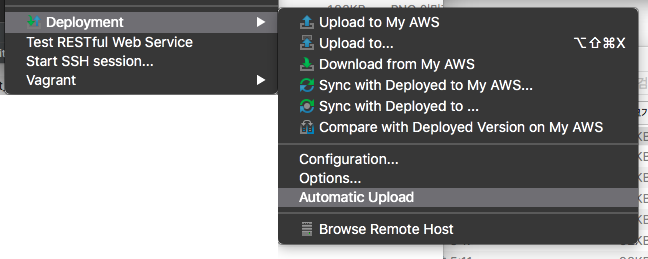 Deployment
Test RESTful Web Service
Start SSH session...
Vagrant
Upload to My AWS
Upload to... ⌥⇧⌘X
Download from My AWS
Sync with Deployed to My AWS...
Sync with Deployed to ...
Compare with Deployed Version on My AWS
Configuration...
Options...
Automatic Upload
Browse Remote Host